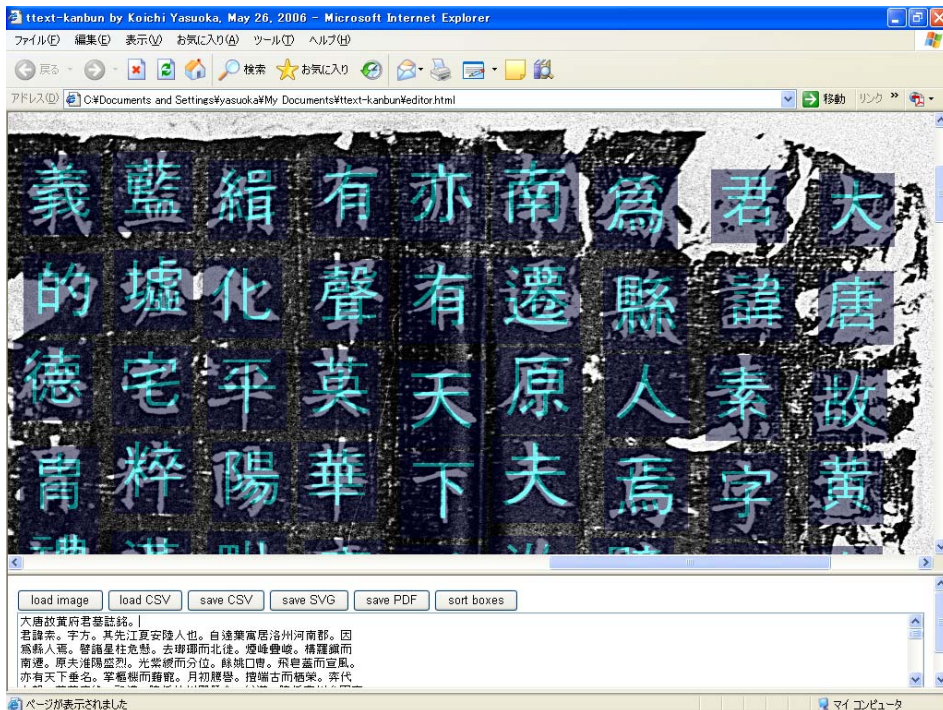 ttext-kanbun by Koichi Yasuoka, May 26, 2006 - Microsoft Internet Explorer
ファイル(F) 編集(E) 表示(V) お気に入り(A) ツール(T) ヘルプ(H)
戻る 検索 お気に入り
アドレス(D) C:¥Documents and Settings¥yasuoka¥My Documents¥ttext-kanbun¥editor.html 移動 リンク
大唐故黄
君諱素字
爲縣人焉
南遷原夫
亦有天下
有聲英華
緝化平陽
藍墟宅粹
義的德胄
load image load CSV save CSV save SVG save PDF sort boxes
大唐故黄府君墓誌銘。
君諱素。字方。其先江夏安陸人也。自達葉寓居洛州河南郡。因
爲縣人焉。譬諸星柱危懸。去瑯瑘而北徙。煙峰疊峻。構羅而
南遷。原夫淮陽盛烈。光紫綬而分位。餘姚口冑。飛皂蓋而宣風。
亦有天下垂名。樞機而藉寵。月初騰譽。端古而栖榮。弈代
ページが表示されました マイ コンピュータ